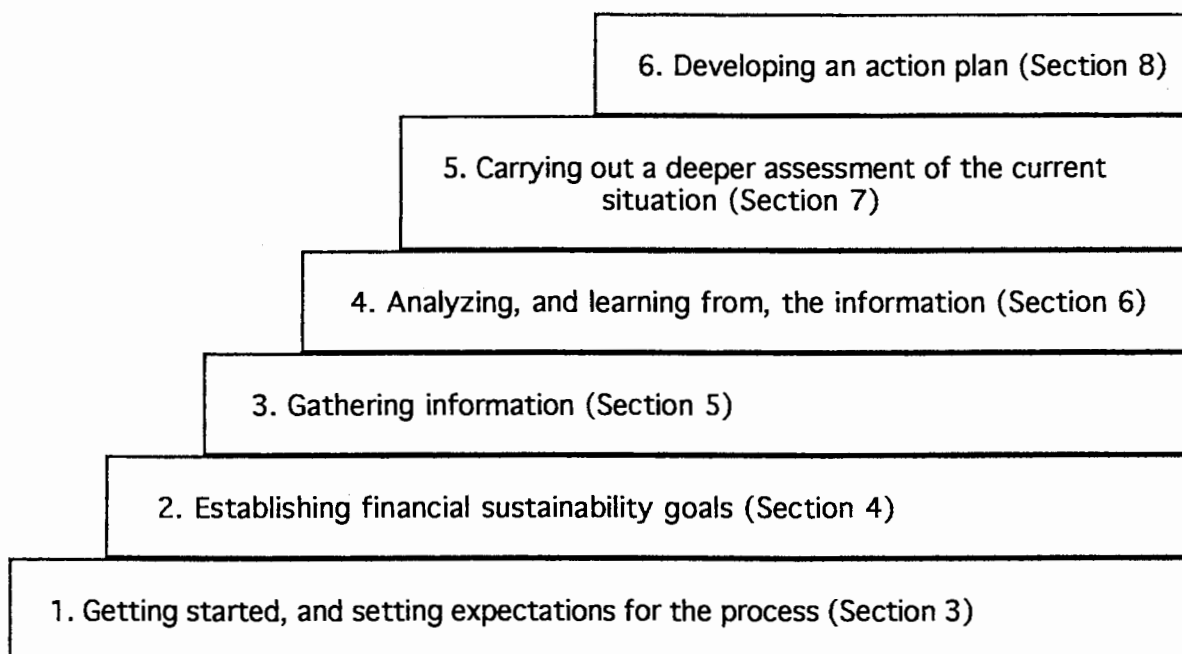 6. Developing an action plan (Section 8)
5. Carrying out a deeper assessment of the current
situation (Section 7)
4. Analyzing, and learning from, the information (Section 6)
3. Gathering information (Section 5)
2. Establishing financial sustainability goals (Section 4)
1. Getting started, and setting expectations for the process (Section 3)